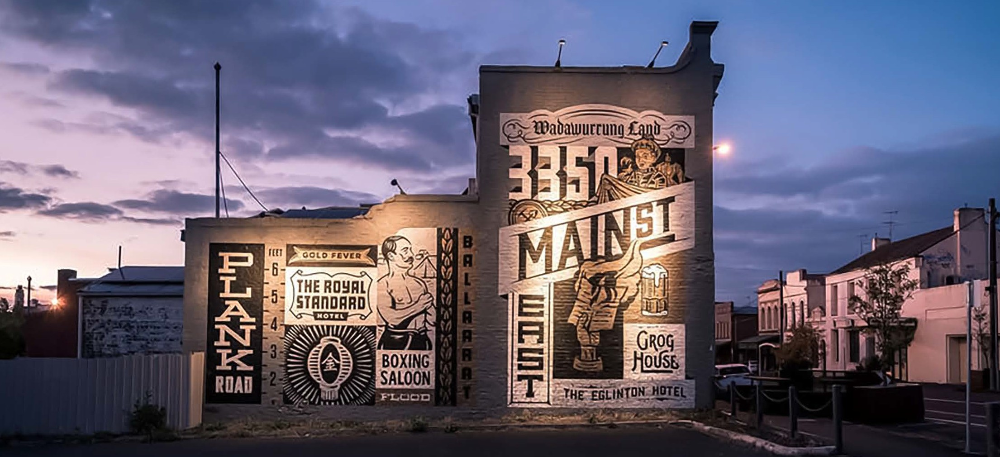 Wadawurrung Land
3350
MAIN ST
EAST
GROG
HOUSE
THE EGLINTON HOTEL
PLANK
ROAD
FEET
6
5
4
3
2
GOLD FEVER
THE ROYAL
STANDARD
HOTEL
金
BOXING
SALOON
FLOOD
BALLAARAT